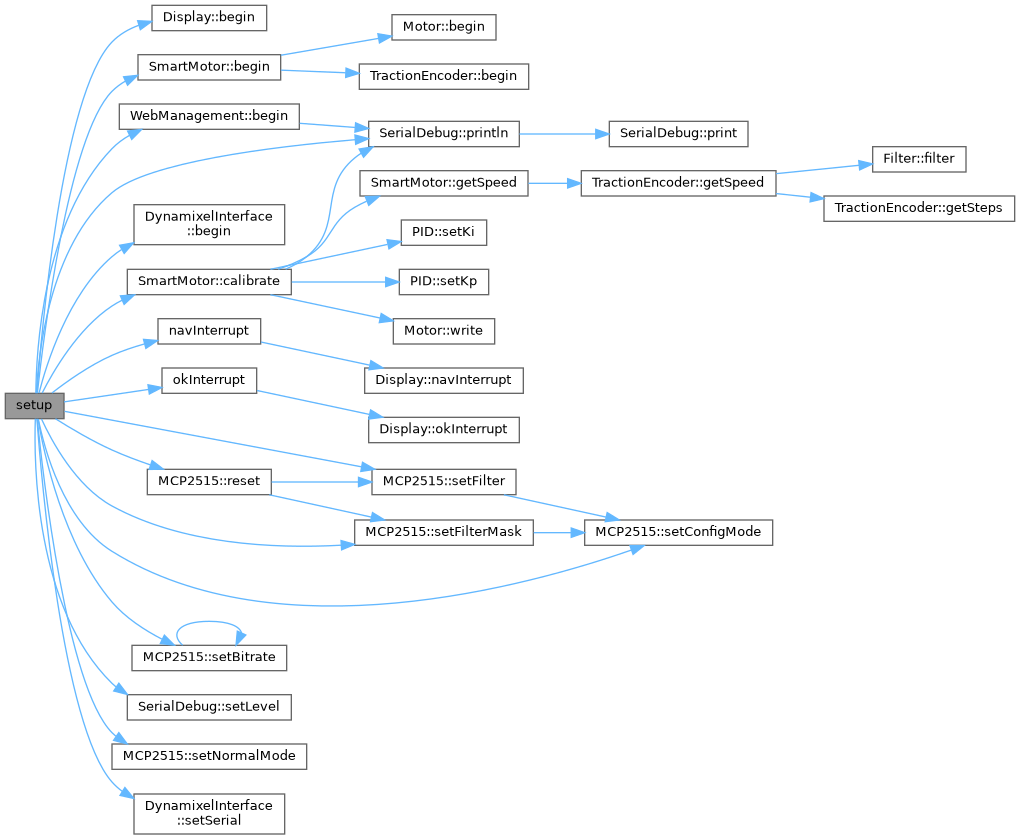 Display::begin
Motor::begin
SmartMotor::begin
TractionEncoder::begin
WebManagement::begin
SerialDebug::println
SerialDebug::print
Filter::filter
SmartMotor::getSpeed
TractionEncoder::getSpeed
TractionEncoder::getSteps
DynamixelInterface
::begin
PID::setKi
SmartMotor::calibrate
PID::setKp
navInterrupt
Motor::write
okInterrupt
Display::navInterrupt
setup
Display::okInterrupt
MCP2515::reset
MCP2515::setFilter
MCP2515::setFilterMask
MCP2515::setConfigMode
MCP2515::setBitrate
SerialDebug::setLevel
MCP2515::setNormalMode
DynamixelInterface
::setSerial